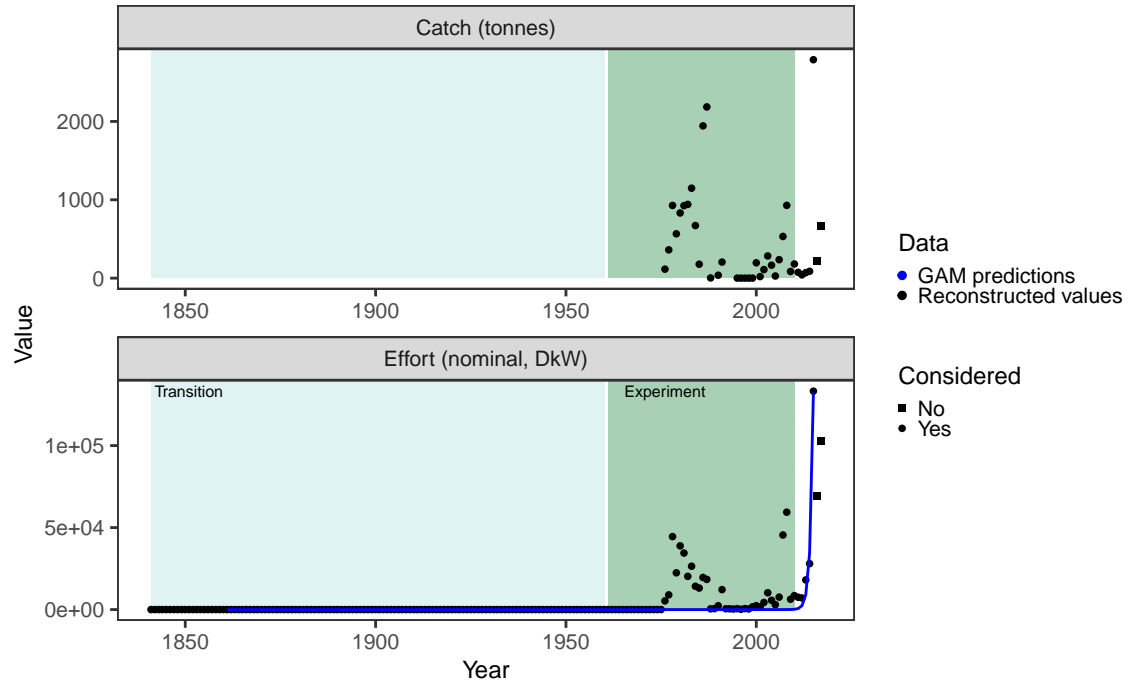 Catch (tonnes)
2000
1000
0
1850 1900 1950 2000
Value
Effort (nominal, DkW)
Transition Experiment
1e+05
5e+04
0e+00
1850 1900 1950 2000
Year
Data
GAM predictions
Reconstructed values
Considered
No
Yes